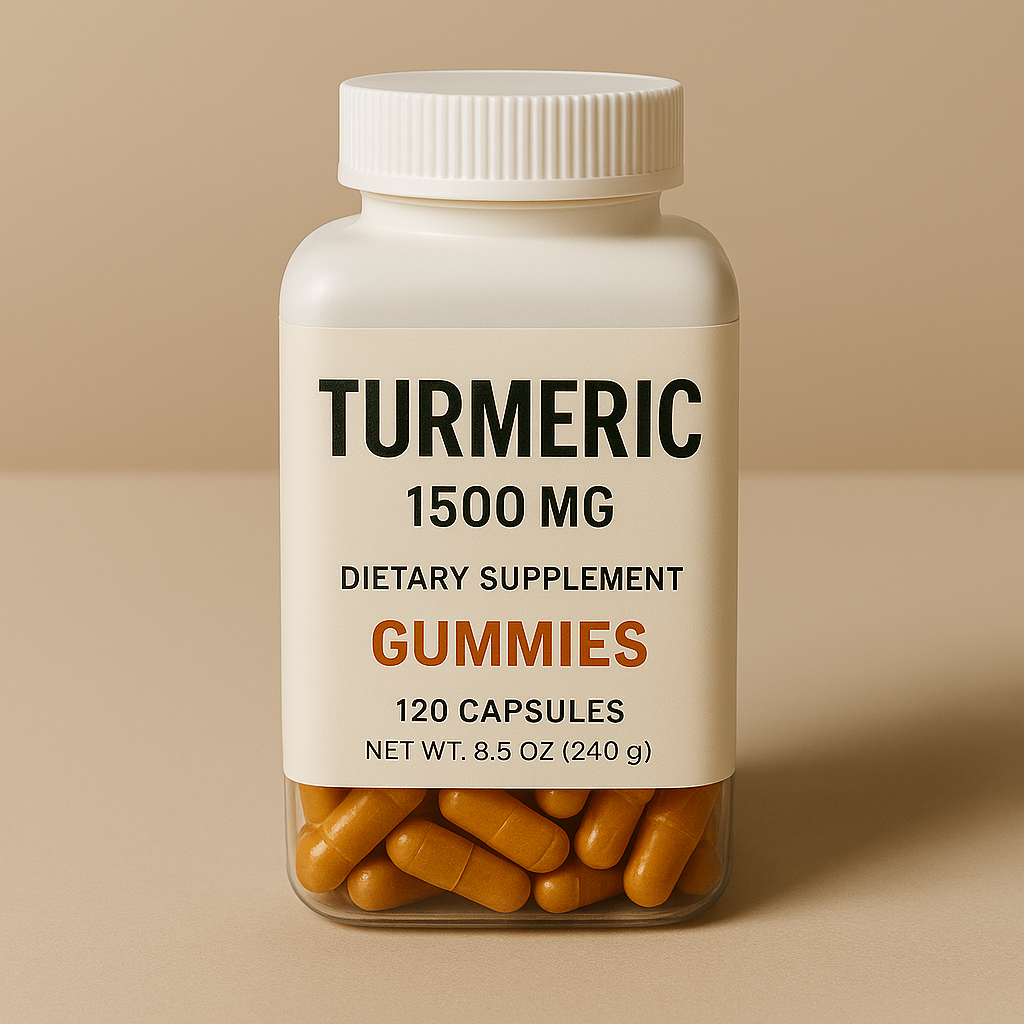 TURMERIC
1500 MG
DIETARY SUPPLEMENT
GUMMIES
120 CAPSULES
NET WT. 8.5 OZ (240 g)